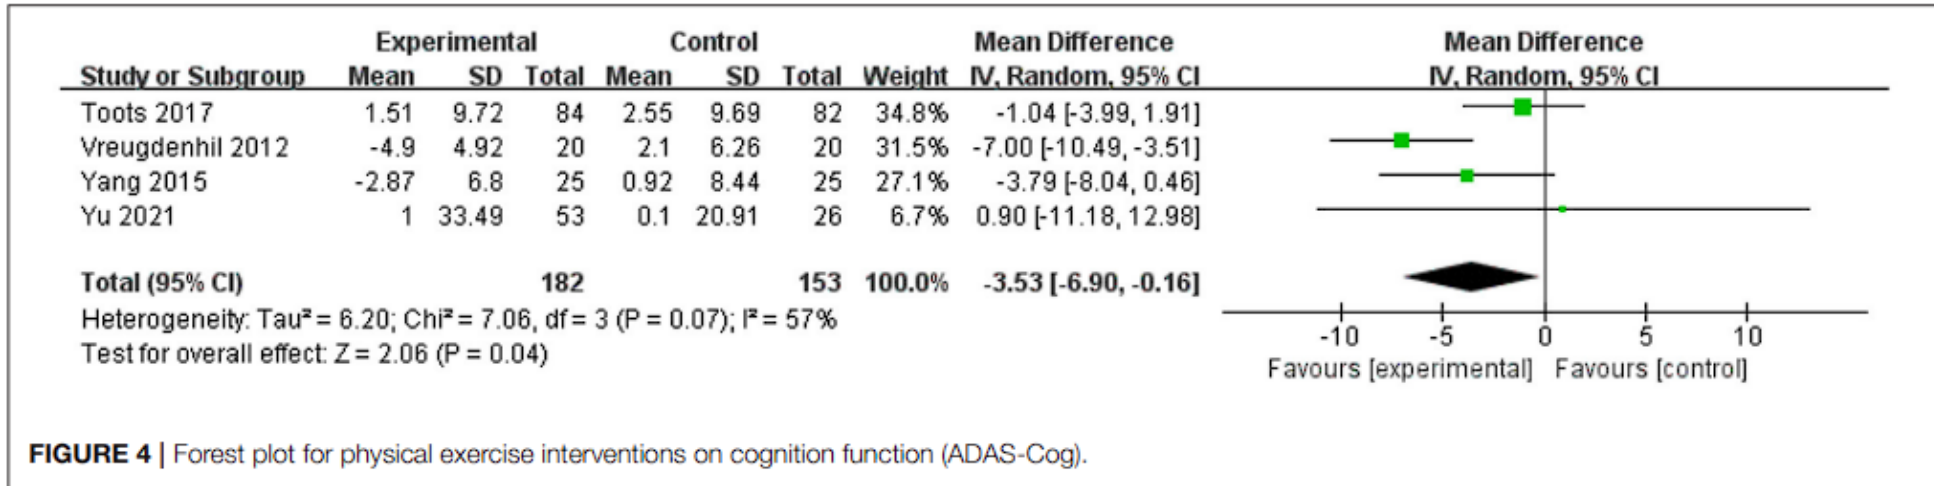 Experimental Control Mean Difference Mean Difference
Study or Subgroup Mean SD Total Mean SD Total Weight IV, Random, 95% CI IV, Random, 95% CI
Toots 2017 1.51 9.72 84 2.55 9.69 82 34.8% -1.04 [-3.99, 1.91]
Vreugdenhil 2012 -4.9 4.92 20 2.1 6.26 20 31.5% -7.00 [-10.49, -3.51]
Yang 2015 -2.87 6.8 25 0.92 8.44 25 27.1% -3.79 [-8.04, 0.46]
Yu 2021 1 33.49 53 0.1 20.91 26 6.7% 0.90 [-11.18, 12.98]
Total (95% CI) 182 153 100.0% -3.53 [-6.90, -0.16]
Heterogeneity: Tau² = 6.20; Chi² = 7.06, df = 3 (P = 0.07); I² = 57%
Test for overall effect: Z = 2.06 (P = 0.04)
-10 -5 0 5 10
Favours [experimental] Favours [control]
FIGURE 4 | Forest plot for physical exercise interventions on cognition function (ADAS-Cog).